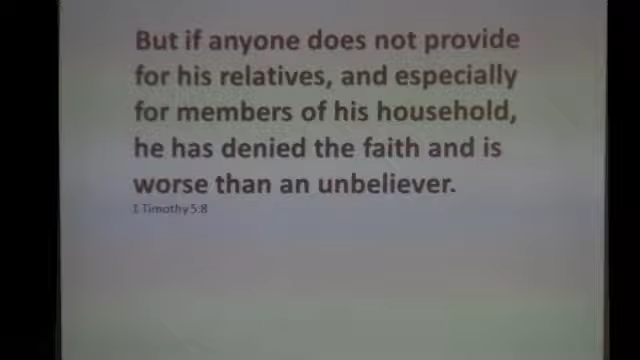 But if anyone does not provide
for his relatives, and especially
for members of his household,
he has denied the faith and is
worse than an unbeliever.
1 Timothy 5:8